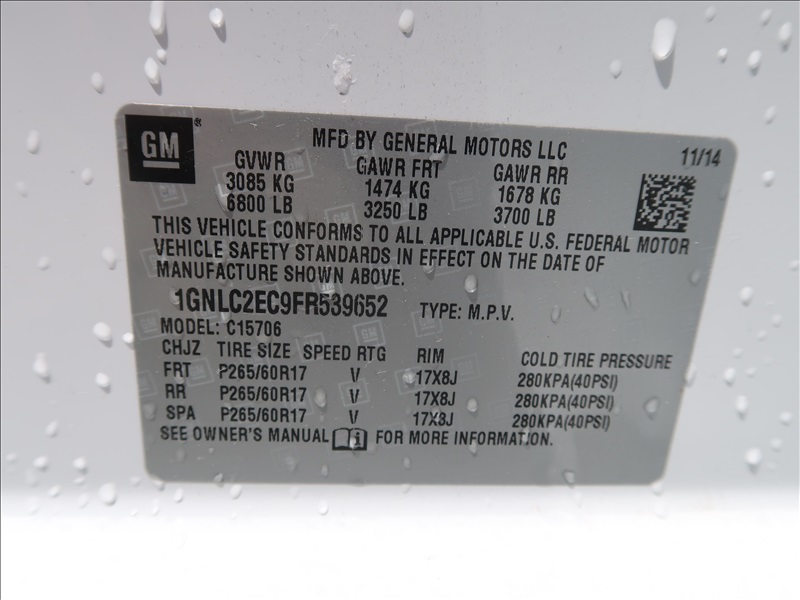 GM ®
MFD BY GENERAL MOTORS LLC 11/14
GVWR GAWR FRT GAWR RR
3085 KG 1474 KG 1678 KG
6800 LB 3250 LB 3700 LB
THIS VEHICLE CONFORMS TO ALL APPLICABLE U.S. FEDERAL MOTOR
VEHICLE SAFETY STANDARDS IN EFFECT ON THE DATE OF
MANUFACTURE SHOWN ABOVE.
1GNLC2EC9FR539652 TYPE: M.P.V.
MODEL: C15706
CHJZ TIRE SIZE SPEED RTG RIM COLD TIRE PRESSURE
FRT P265/60R17 V 17X8J 280KPA(40PSI)
RR P265/60R17 V 17X8J 280KPA(40PSI)
SPA P265/60R17 V 17X8J 280KPA(40PSI)
SEE OWNER'S MANUAL FOR MORE INFORMATION.